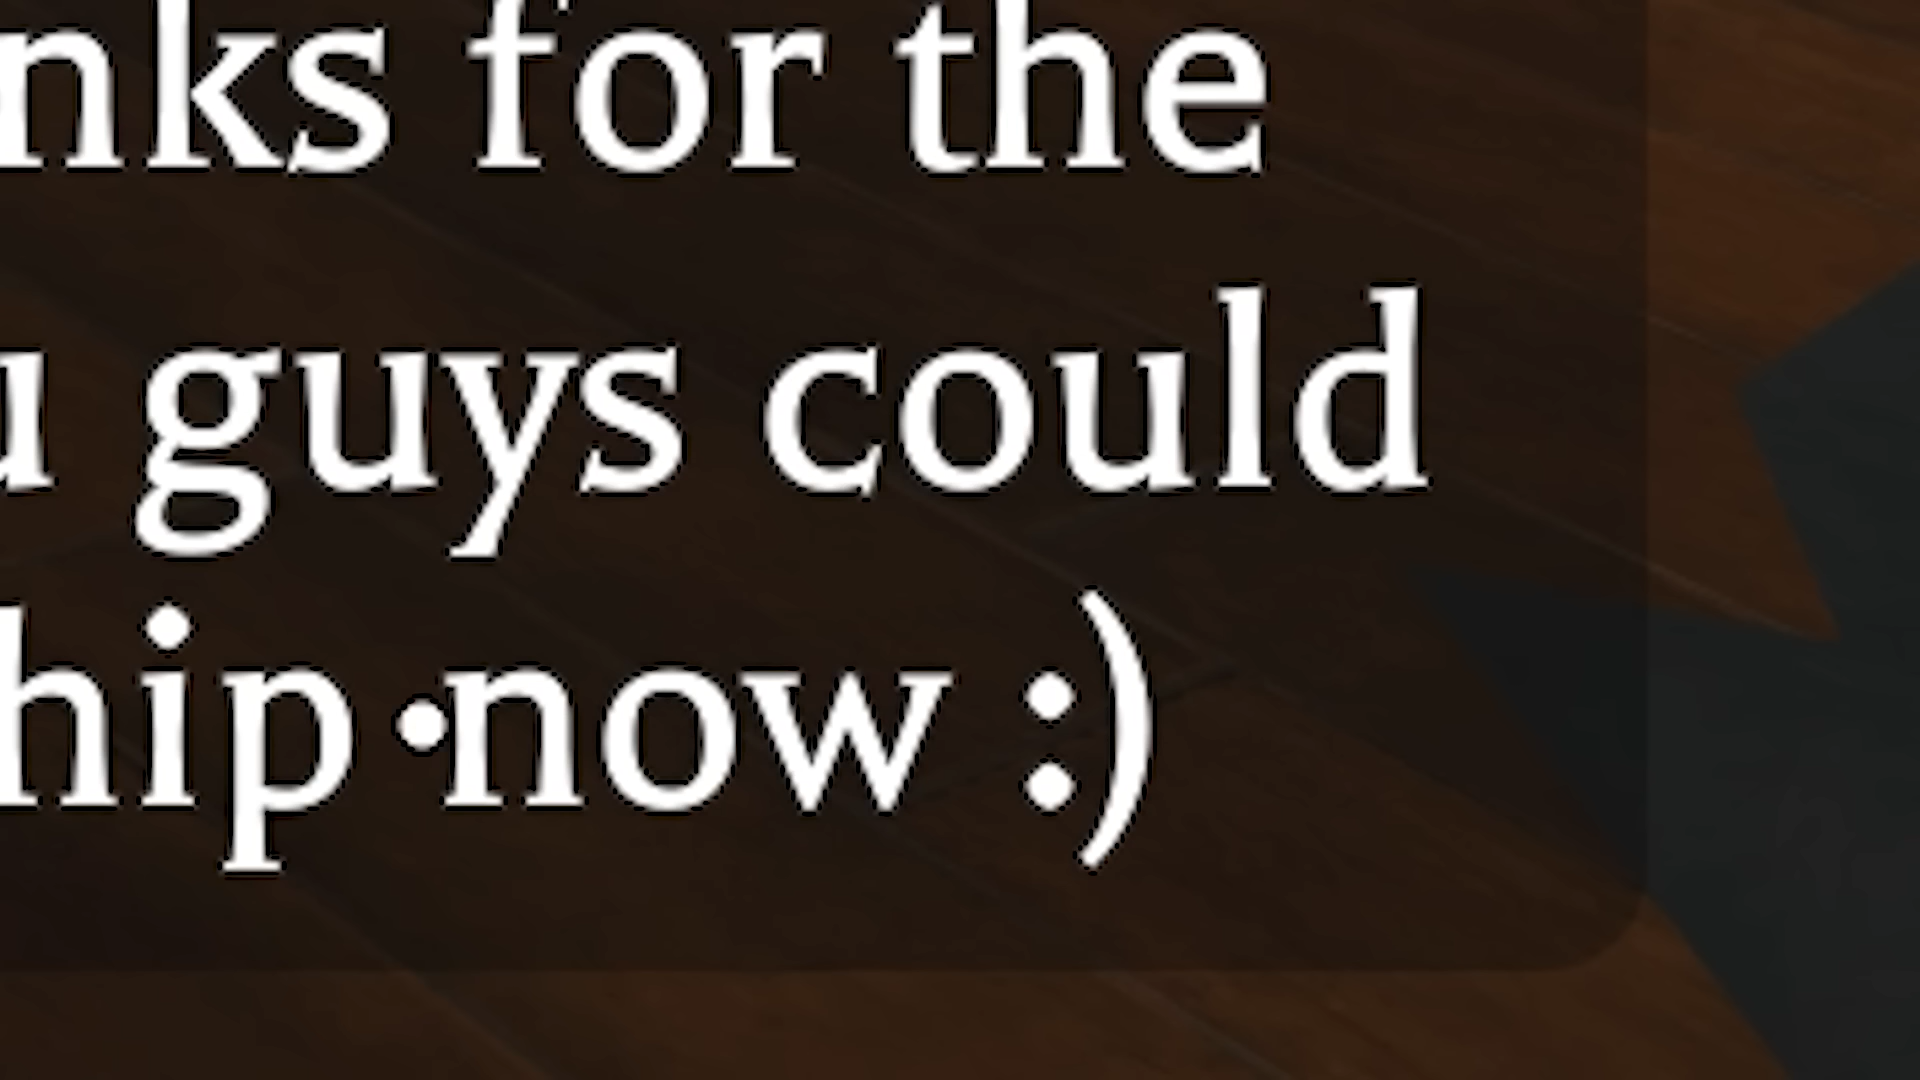 nks for the
u guys could
hip •now :)